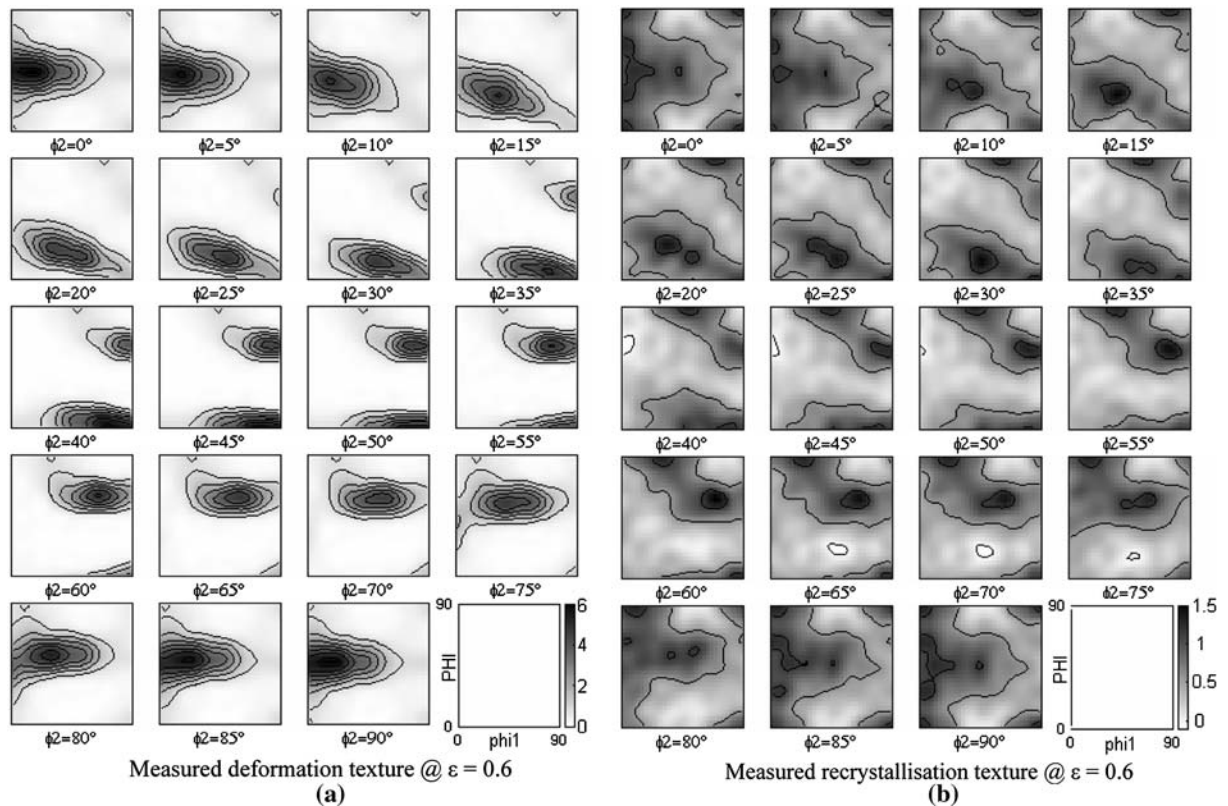 ϕ2=0° ϕ2=5° ϕ2=10° ϕ2=15°
ϕ2=20° ϕ2=25° ϕ2=30° ϕ2=35°
ϕ2=40° ϕ2=45° ϕ2=50° ϕ2=55°
ϕ2=60° ϕ2=65° ϕ2=70° ϕ2=75°
90
PHI
0
0 phi1 90
6
4
2
0
ϕ2=80° ϕ2=85° ϕ2=90°
Measured deformation texture @ ε = 0.6
(a)
ϕ2=0° ϕ2=5° ϕ2=10° ϕ2=15°
ϕ2=20° ϕ2=25° ϕ2=30° ϕ2=35°
ϕ2=40° ϕ2=45° ϕ2=50° ϕ2=55°
ϕ2=60° ϕ2=65° ϕ2=70° ϕ2=75°
90
PHI
0
0 phi1 90
1.5
1
0.5
0
ϕ2=80° ϕ2=85° ϕ2=90°
Measured recrystallisation texture @ ε = 0.6
(b)